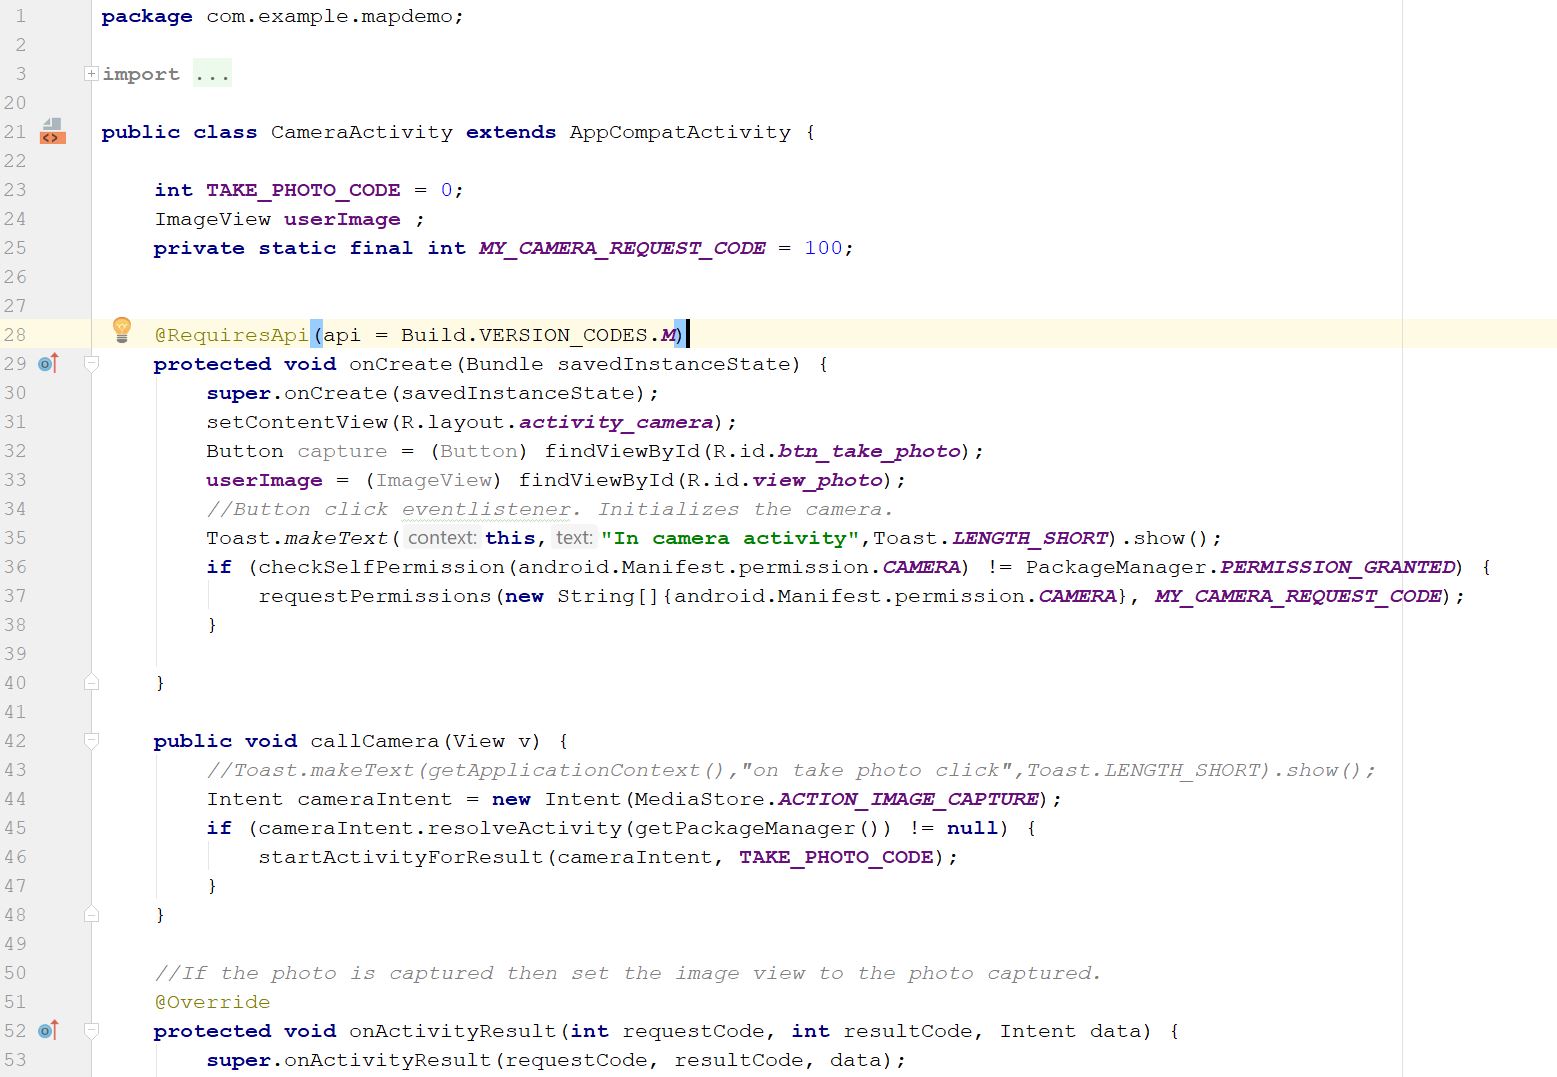 1 package com.example.mapdemo;
2
3 import ...
20
21 public class CameraActivity extends AppCompatActivity {
22
23 int TAKE_PHOTO_CODE = 0;
24 ImageView userImage ;
25 private static final int MY_CAMERA_REQUEST_CODE = 100;
26
27
28 @RequiresApi(api = Build.VERSION_CODES.M)
29 protected void onCreate(Bundle savedInstanceState) {
30 super.onCreate(savedInstanceState);
31 setContentView(R.layout.activity_camera);
32 Button capture = (Button) findViewById(R.id.btn_take_photo);
33 userImage = (ImageView) findViewById(R.id.view_photo);
34 //Button click eventlistener. Initializes the camera.
35 Toast.makeText( context: this, text: "In camera activity",Toast.LENGTH_SHORT).show();
36 if (checkSelfPermission(android.Manifest.permission.CAMERA) != PackageManager.PERMISSION_GRANTED) {
37 requestPermissions(new String[]{android.Manifest.permission.CAMERA}, MY_CAMERA_REQUEST_CODE);
38 }
39
40 }
41
42 public void callCamera(View v) {
43 //Toast.makeText(getApplicationContext(),"on take photo click",Toast.LENGTH_SHORT).show();
44 Intent cameraIntent = new Intent(MediaStore.ACTION_IMAGE_CAPTURE);
45 if (cameraIntent.resolveActivity(getPackageManager()) != null) {
46 startActivityForResult(cameraIntent, TAKE_PHOTO_CODE);
47 }
48 }
49
50 //If the photo is captured then set the image view to the photo captured.
51 @Override
52 protected void onActivityResult(int requestCode, int resultCode, Intent data) {
53 super.onActivityResult(requestCode, resultCode, data);